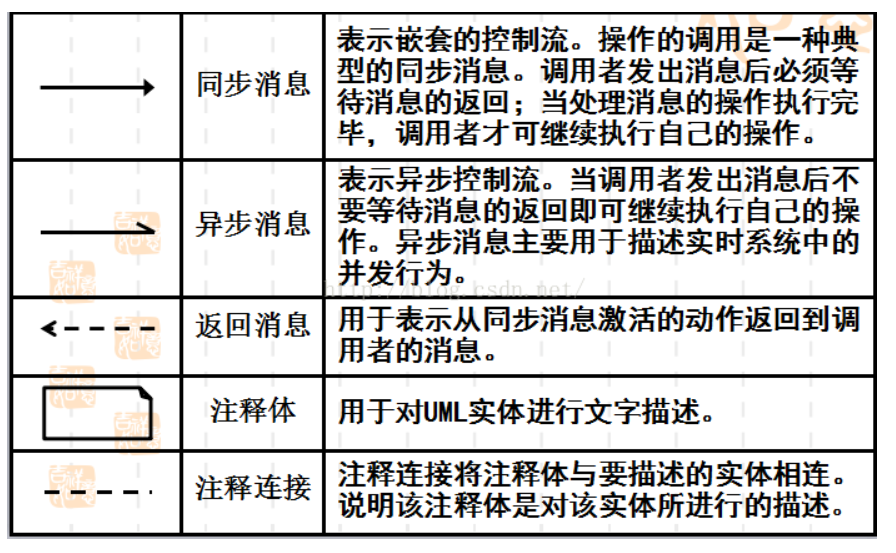 同步消息
表示嵌套的控制流。操作的调用是一种典
型的同步消息。调用者发出消息后必须等
待消息的返回；当处理消息的操作执行完
毕，调用者才可继续执行自己的操作。
异步消息
表示异步控制流。当调用者发出消息后不
要等待消息的返回即可继续执行自己的操
作。异步消息主要用于描述实时系统中的
并发行为。
http://blog.csdn.net/
返回消息
用于表示从同步消息激活的动作返回到调
用者的消息。
注释体
用于对UML实体进行文字描述。
注释连接
注释连接将注释体与要描述的实体相连。
说明该注释体是对该实体所进行的描述。